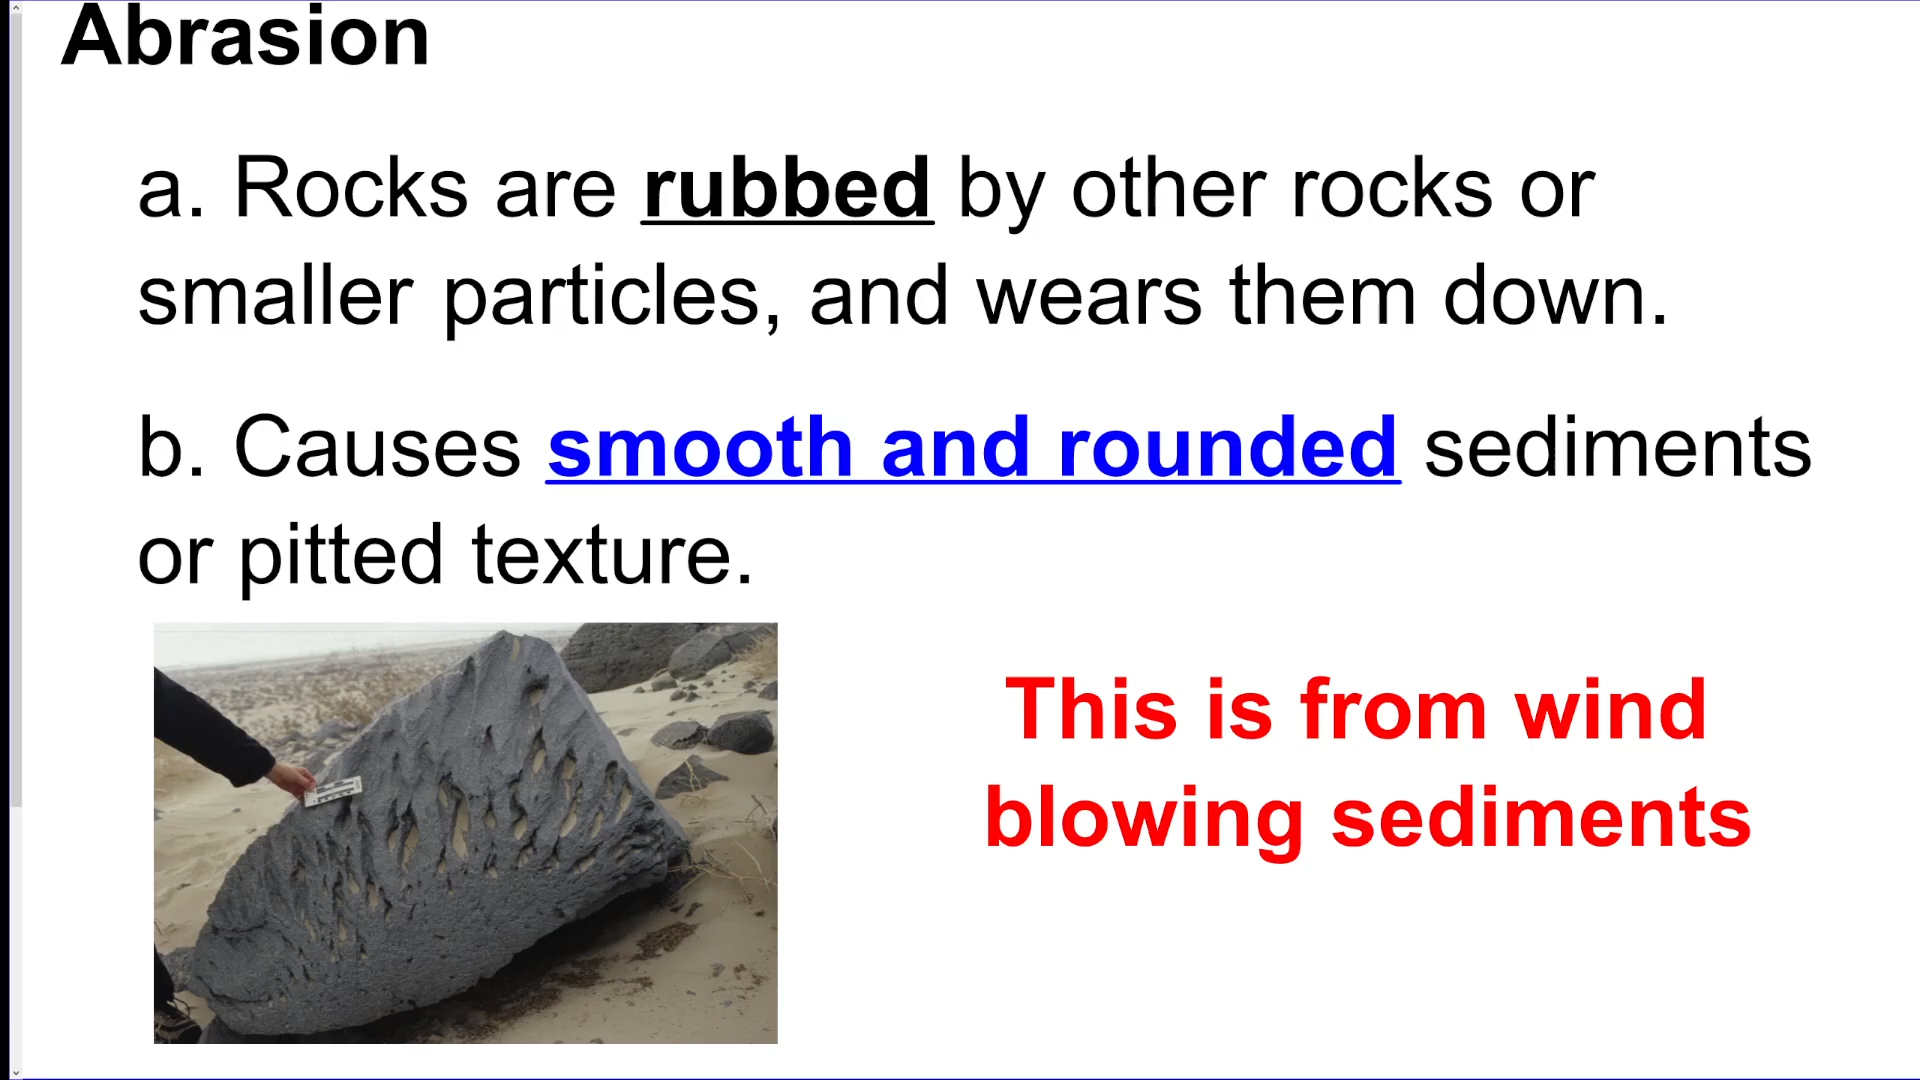 Abrasion
a. Rocks are rubbed by other rocks or
smaller particles, and wears them down.
b. Causes smooth and rounded sediments
or pitted texture.
This is from wind
blowing sediments